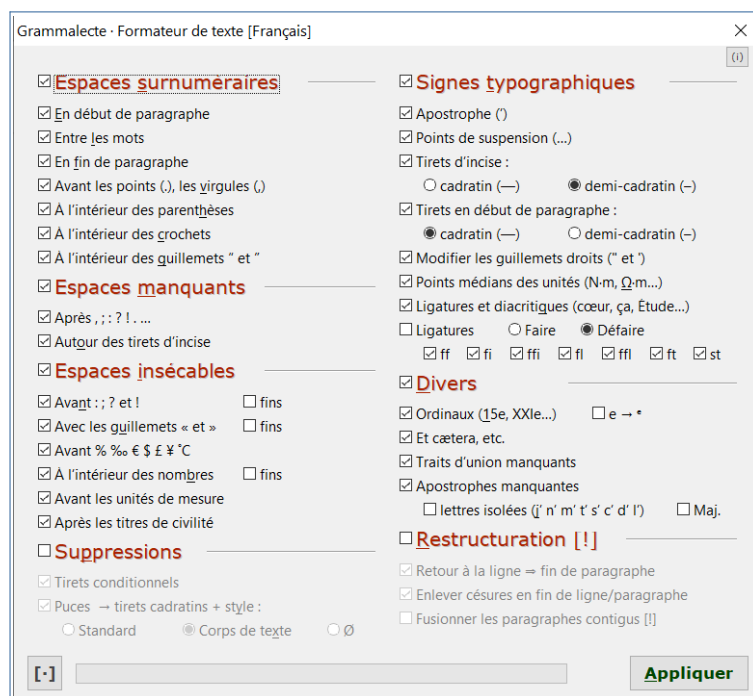 Grammalecte · Formateur de texte [Français]
(i)
Espaces surnuméraires
En début de paragraphe
Entre les mots
En fin de paragraphe
Avant les points (.), les virgules (,)
À l’intérieur des parenthèses
À l’intérieur des crochets
À l’intérieur des guillemets “ et ”
Espaces manquants
Après , ; : ? ! . …
Autour des tirets d’incise
Espaces insécables
Avant : ; ? et ! fins
Avec les guillemets « et » fins
Avant % ‰ € $ £ ¥ ˚C
À l’intérieur des nombres fins
Avant les unités de mesure
Après les titres de civilité
Suppressions
Tirets conditionnels
Puces → tirets cadratins + style :
Standard Corps de texte Ø
Signes typographiques
Apostrophe (’)
Points de suspension (…)
Tirets d’incise :
cadratin (—) demi-cadratin (–)
Tirets en début de paragraphe :
cadratin (—) demi-cadratin (–)
Modifier les guillemets droits (" et ')
Points médians des unités (N·m, Ω·m…)
Ligatures et diacritiques (cœur, ça, Étude…)
Ligatures Faire Défaire
ff fi ffi fl ffl ft st
Divers
Ordinaux (15e, XXIe…) e → ᵉ
Et cætera, etc.
Traits d’union manquants
Apostrophes manquantes
lettres isolées (j’ n’ m’ t’ s’ c’ d’ l’) Maj.
Restructuration [!]
Retour à la ligne ⇒ fin de paragraphe
Enlever césures en fin de ligne/paragraphe
Fusionner les paragraphes contigus [!]
[·]
Appliquer